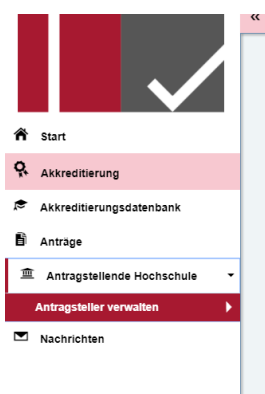 «
Start
Akkreditierung
Akkreditierungsdatenbank
Anträge
Antragstellende Hochschule
Antragsteller verwalten
Nachrichten